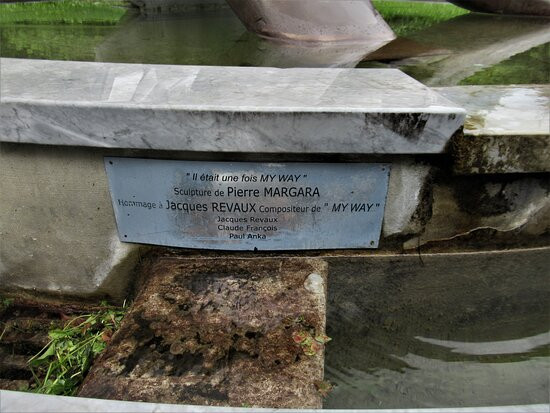 " Il était une fois MY WAY "
Sculpture de Pierre MARGARA
Hommage à Jacques REVAUX Compositeur de " MY WAY "
Jacques Revaux
Claude François
Paul Anka